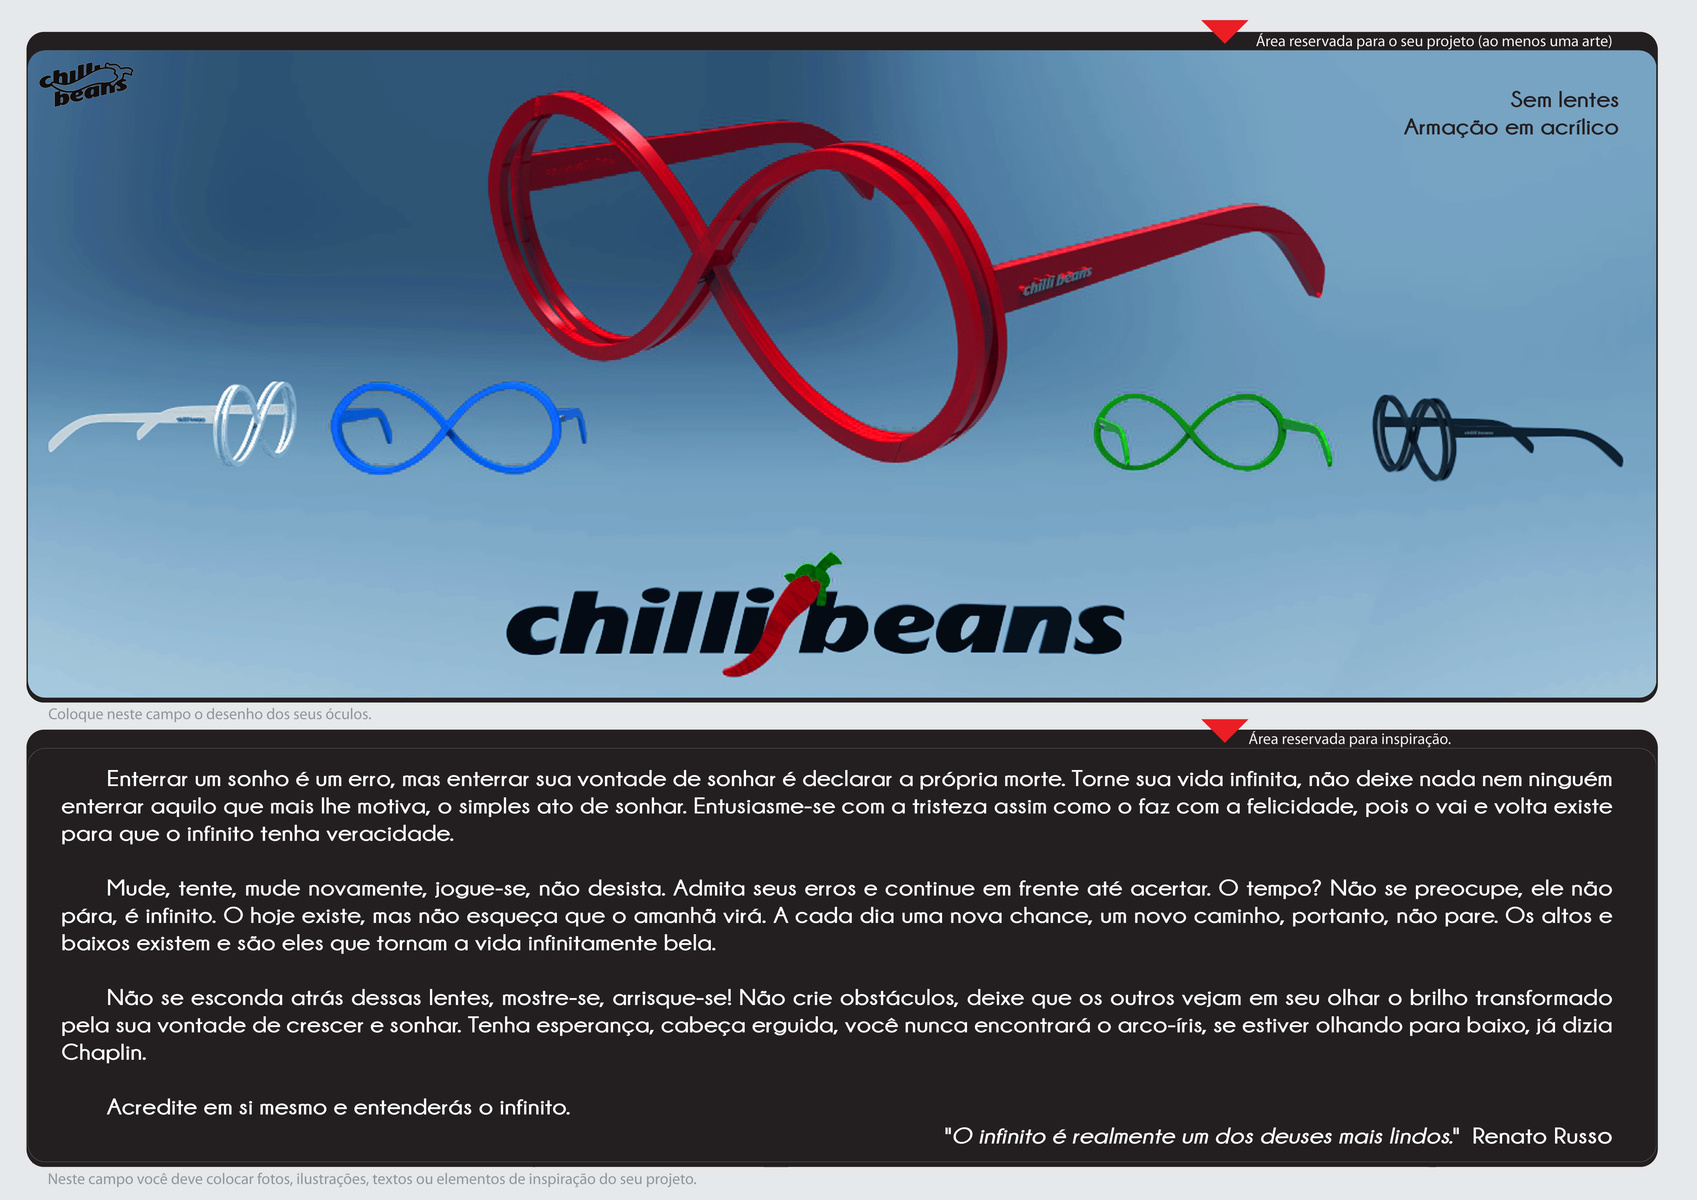 Área reservada para o seu projeto (ao menos uma arte)
chilli
beans
Sem lentes
Armação em acrílico
chilli beans
chilli beans
Coloque neste campo o desenho dos seus óculos.
Área reservada para inspiração.
Enterrar um sonho é um erro, mas enterrar sua vontade de sonhar é declarar a própria morte. Torne sua vida infinita, não deixe nada nem ninguém
enterrar aquilo que mais lhe motiva, o simples ato de sonhar. Entusiasme-se com a tristeza assim como o faz com a felicidade, pois o vai e volta existe
para que o infinito tenha veracidade.
Mude, tente, mude novamente, jogue-se, não desista. Admita seus erros e continue em frente até acertar. O tempo? Não se preocupe, ele não
pára, é infinito. O hoje existe, mas não esqueça que o amanhã virá. A cada dia uma nova chance, um novo caminho, portanto, não pare. Os altos e
baixos existem e são eles que tornam a vida infinitamente bela.
Não se esconda atrás dessas lentes, mostre-se, arrisque-se! Não crie obstáculos, deixe que os outros vejam em seu olhar o brilho transformado
pela sua vontade de crescer e sonhar. Tenha esperança, cabeça erguida, você nunca encontrará o arco-íris, se estiver olhando para baixo, já dizia
Chaplin.
Acredite em si mesmo e entenderás o infinito.
"O infinito é realmente um dos deuses mais lindos." Renato Russo
Neste campo você deve colocar fotos, ilustrações, textos ou elementos de inspiração do seu projeto.